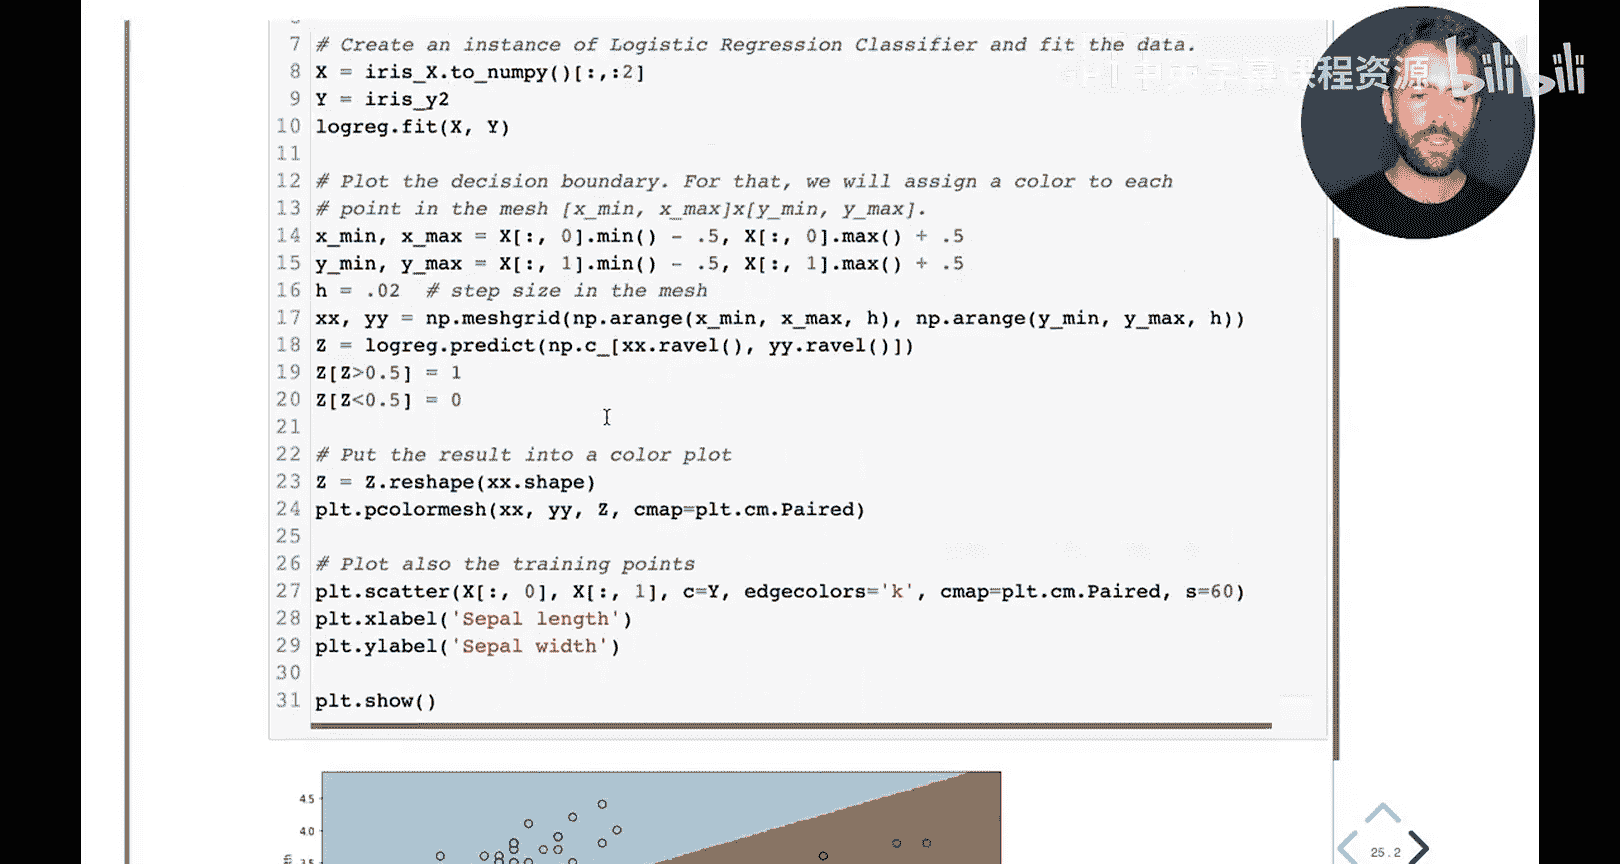 7 # Create an instance of Logistic Regression Classifier and fit the data.
8 X = iris_X.to_numpy()[:,:2]
9 Y = iris_y2
10 logreg.fit(X, Y)
11
12 # Plot the decision boundary. For that, we will assign a color to each
13 # point in the mesh [x_min, x_max]x[y_min, y_max].
14 x_min, x_max = X[:, 0].min() - .5, X[:, 0].max() + .5
15 y_min, y_max = X[:, 1].min() - .5, X[:, 1].max() + .5
16 h = .02  # step size in the mesh
17 xx, yy = np.meshgrid(np.arange(x_min, x_max, h), np.arange(y_min, y_max, h))
18 Z = logreg.predict(np.c_[xx.ravel(), yy.ravel()])
19 Z[Z>0.5] = 1
20 Z[Z<0.5] = 0
21
22 # Put the result into a color plot
23 Z = Z.reshape(xx.shape)
24 plt.pcolormesh(xx, yy, Z, cmap=plt.cm.Paired)
25
26 # Plot also the training points
27 plt.scatter(X[:, 0], X[:, 1], c=Y, edgecolors='k', cmap=plt.cm.Paired, s=60)
28 plt.xlabel('Sepal length')
29 plt.ylabel('Sepal width')
30
31 plt.show()
课程资源 bilibili
4.5
4.0
3.5
25.2